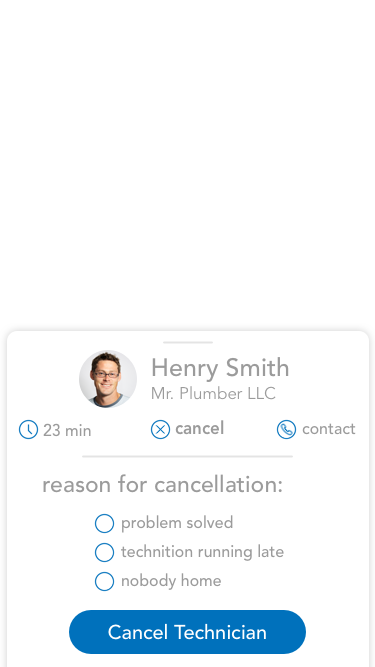 Henry Smith
Mr. Plumber LLC
23 min cancel contact
reason for cancellation:
problem solved
technition running late
nobody home
Cancel Technician